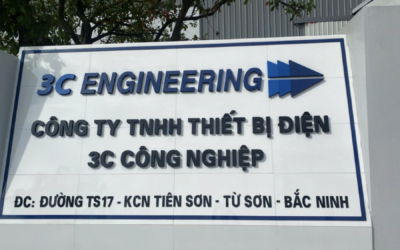 3C ENGINEERING
CÔNG TY TNHH THIẾT BỊ ĐIỆN
3C CÔNG NGHIỆP
ĐC: ĐƯỜNG TS17 - KCN TIÊN SƠN - TỪ SƠN - BẮC NINH